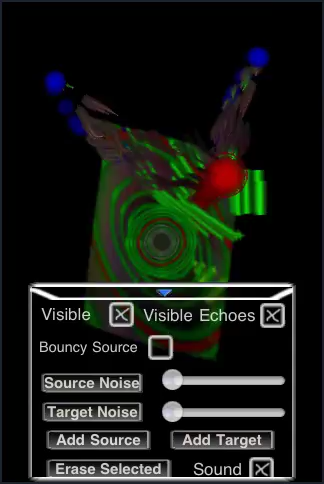 Visible Visible Echoes
Bouncy Source
Source Noise
Target Noise
Add Source Add Target
Erase Selected Sound